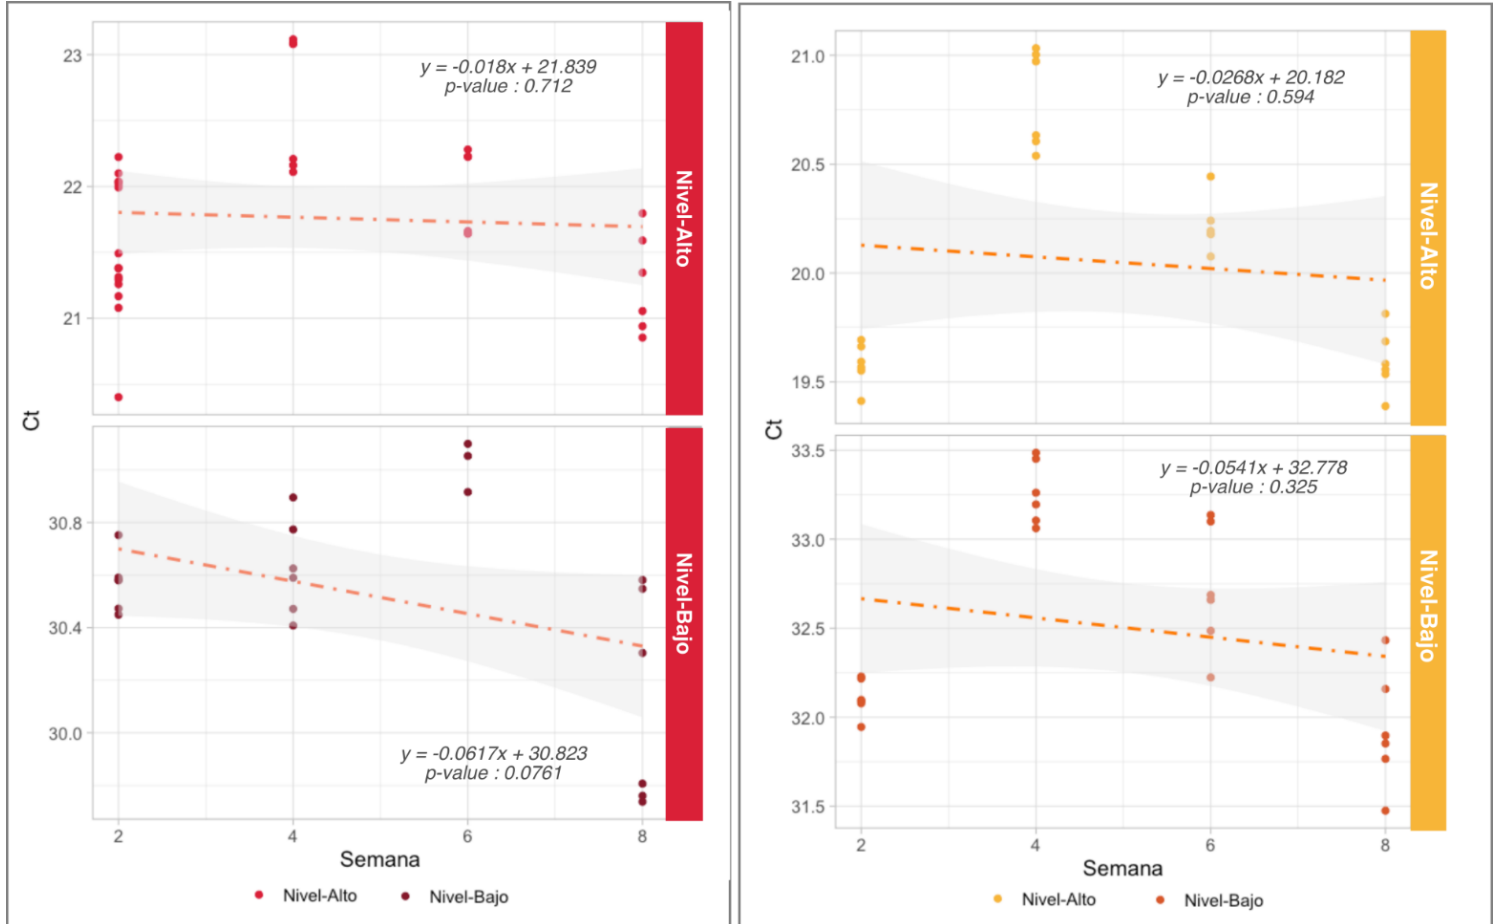 23
22
21
y = -0.018x + 21.839
p-value : 0.712
Nivel-Alto
Ct
30.8
30.4
30.0
y = -0.0617x + 30.823
p-value : 0.0761
Nivel-Bajo
2 4 6 8
Semana
Nivel-Alto Nivel-Bajo
21.0
20.5
20.0
19.5
y = -0.0268x + 20.182
p-value : 0.594
Nivel-Alto
Ct
33.5
33.0
32.5
32.0
31.5
y = -0.0541x + 32.778
p-value : 0.325
Nivel-Bajo
2 4 6 8
Semana
Nivel-Alto Nivel-Bajo